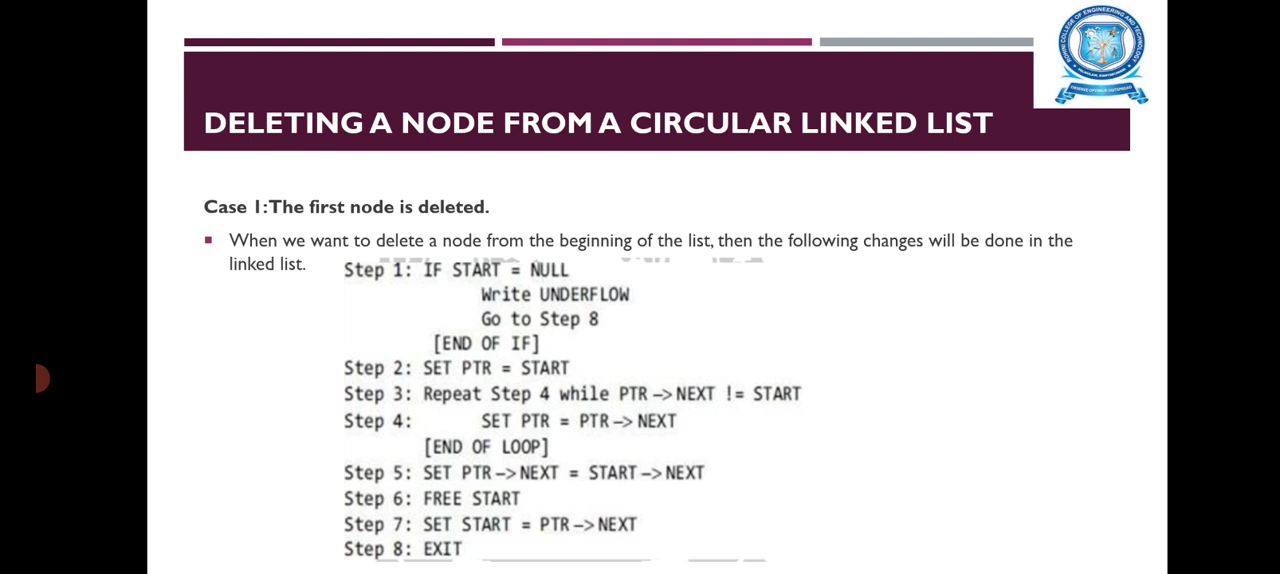 DELETING A NODE FROM A CIRCULAR LINKED LIST
Case 1: The first node is deleted.
When we want to delete a node from the beginning of the list, then the following changes will be done in the
linked list.
Step 1: IF START = NULL
Write UNDERFLOW
Go to Step 8
[END OF IF]
Step 2: SET PTR = START
Step 3: Repeat Step 4 while PTR -> NEXT != START
Step 4: SET PTR = PTR -> NEXT
[END OF LOOP]
Step 5: SET PTR -> NEXT = START -> NEXT
Step 6: FREE START
Step 7: SET START = PTR -> NEXT
Step 8: EXIT